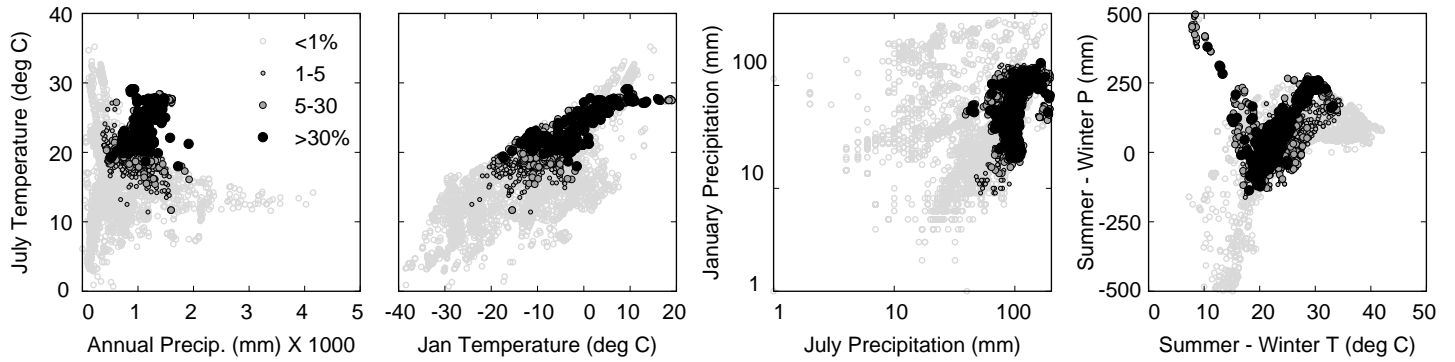 40
30
20
10
0
July Temperature (deg C)
<1%
1-5
5-30
>30%
0 1 2 3 4 5
Annual Precip. (mm) X 1000
-40 -30 -20 -10 0 10 20
Jan Temperature (deg C)
100
10
1
January Precipitation (mm)
1 10 100
July Precipitation (mm)
500
250
0
-250
-500
Summer - Winter P (mm)
0 10 20 30 40 50
Summer - Winter T (deg C)